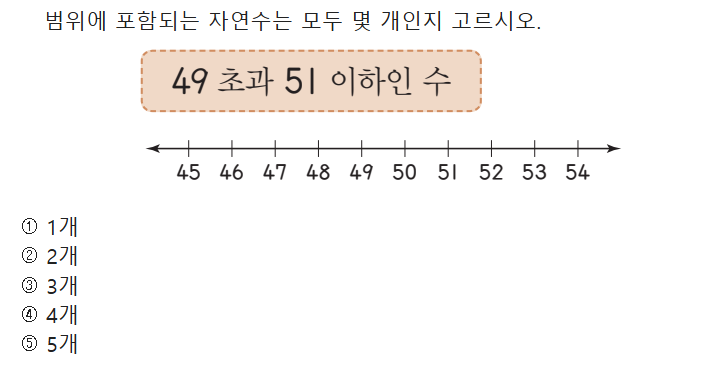 범위에 포함되는 자연수는 모두 몇 개인지 고르시오.
49 초과 51 이하인 수
45 46 47 48 49 50 51 52 53 54
① 1개
② 2개
③ 3개
④ 4개
⑤ 5개